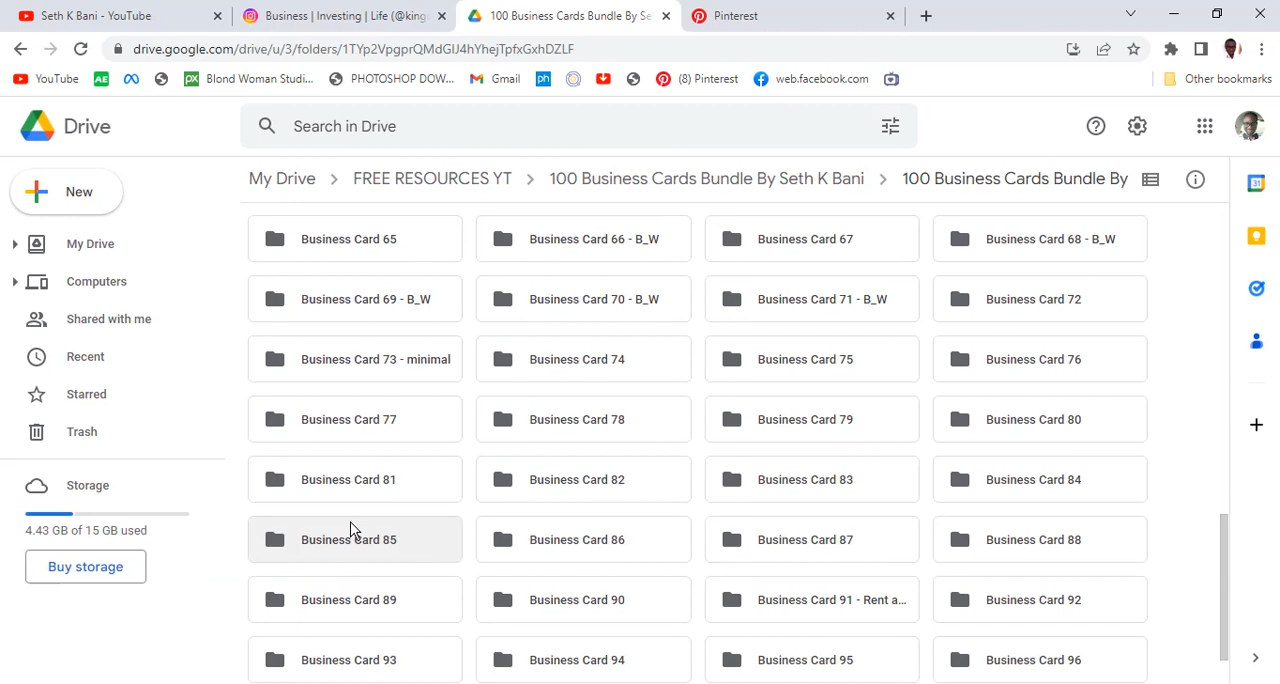 Seth K Bani - YouTube
Business | Investing | Life (@king
100 Business Cards Bundle By Se
Pinterest
drive.google.com/drive/u/3/folders/1TYp2VpgprQMdGlJ4hYhejTpfxGxhDZLF
YouTube
AE
PX
Blond Woman Studi...
PHOTOSHOP DOW...
Gmail
ph
(8) Pinterest
web.facebook.com
Other bookmarks
Drive
Search in Drive
New
My Drive > FREE RESOURCES YT > 100 Business Cards Bundle By Seth K Bani > 100 Business Cards Bundle By
31
My Drive
Computers
Shared with me
Recent
Starred
Trash
Storage
4.43 GB of 15 GB used
Buy storage
Business Card 65
Business Card 66 - B_W
Business Card 67
Business Card 68 - B_W
Business Card 69 - B_W
Business Card 70 - B_W
Business Card 71 - B_W
Business Card 72
Business Card 73 - minimal
Business Card 74
Business Card 75
Business Card 76
Business Card 77
Business Card 78
Business Card 79
Business Card 80
Business Card 81
Business Card 82
Business Card 83
Business Card 84
Business Card 85
Business Card 86
Business Card 87
Business Card 88
Business Card 89
Business Card 90
Business Card 91 - Rent a...
Business Card 92
Business Card 93
Business Card 94
Business Card 95
Business Card 96